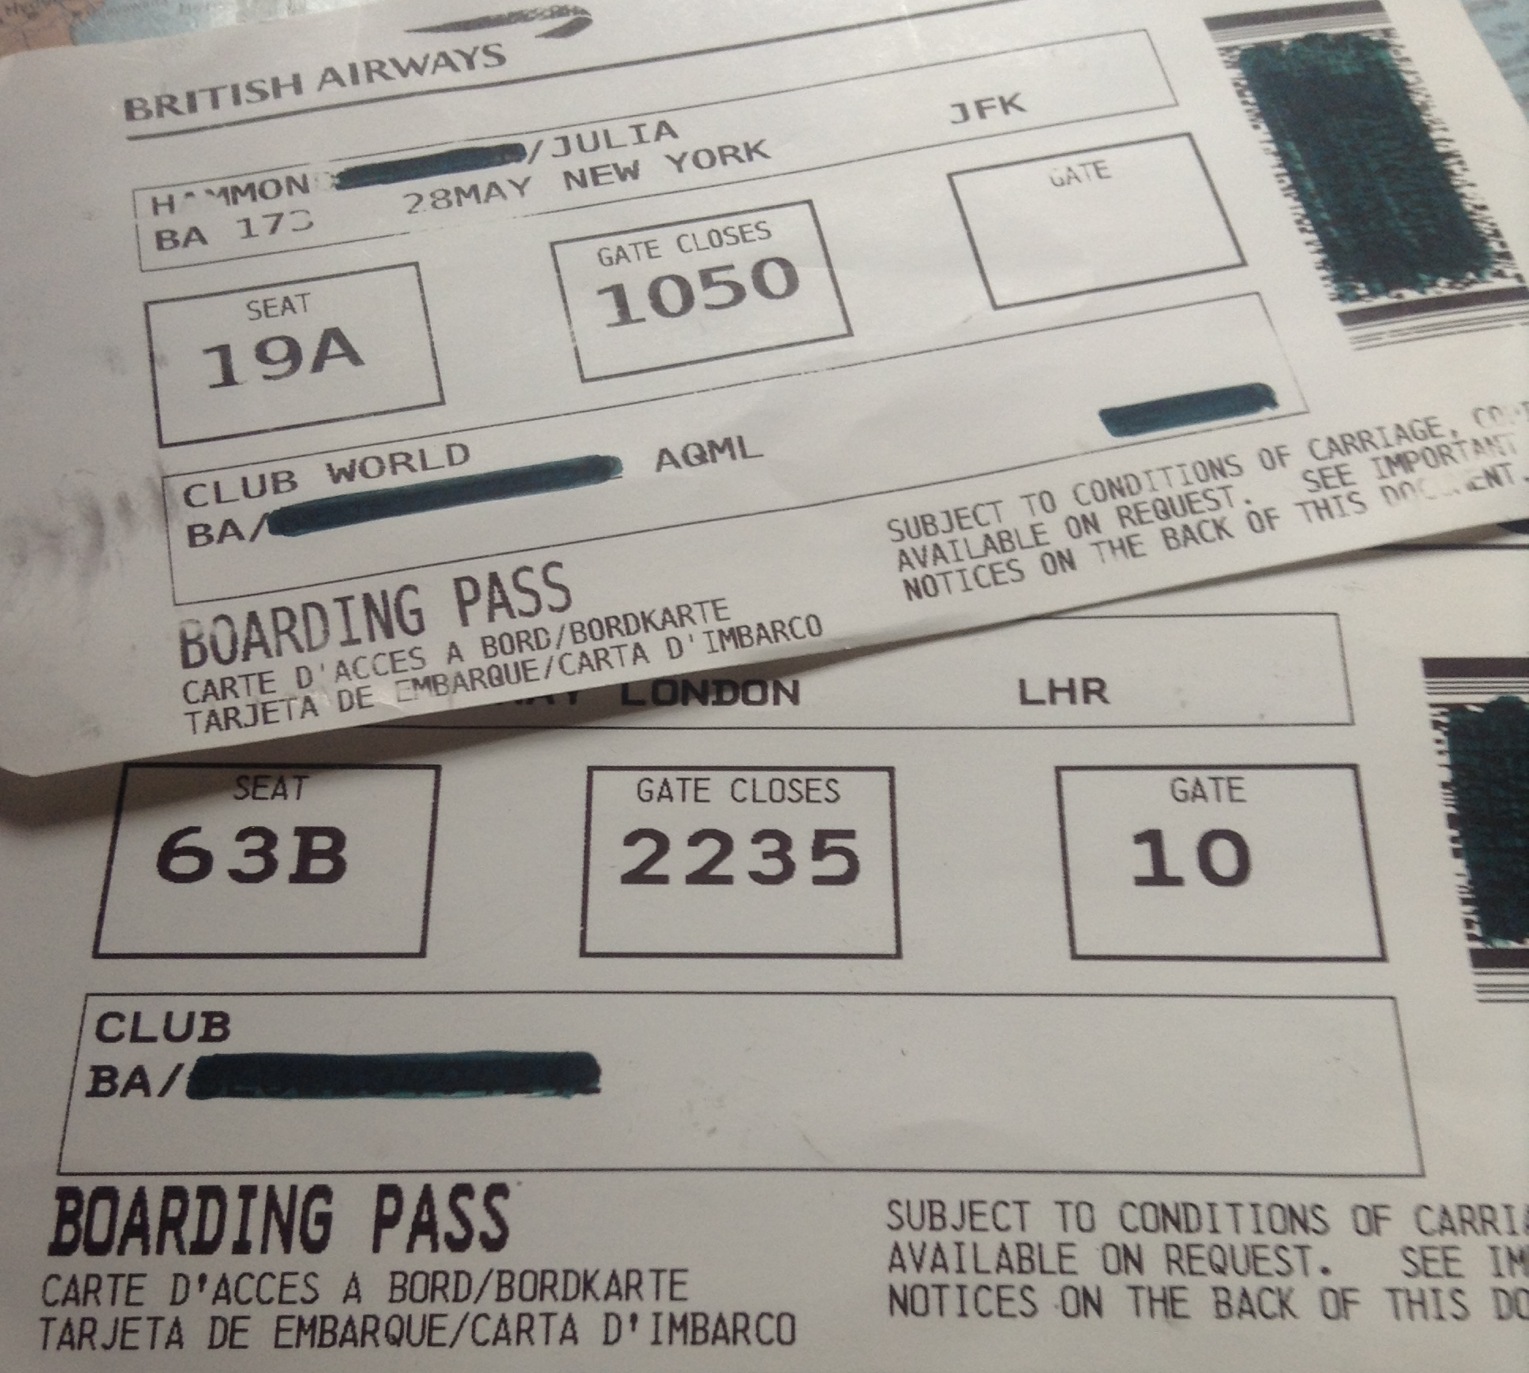 BRITISH AIRWAYS
/JULIA
BA 28MAY NEW YORK JFK
SEAT
19A
GATE CLOSES
1050
GATE
CLUB WORLD
BA/ AQML
BOARDING PASS
CARTE D'ACCES A BORD/BORDKARTE
TARJETA DE EMBARQUE/CARTA D'IMBARCO
SUBJECT TO CONDITIONS OF CARRIAGE,
AVAILABLE ON REQUEST. SEE IMPORTANT
NOTICES ON THE BACK OF THIS
LONDON LHR
SEAT
63B
GATE CLOSES
2235
GATE
10
CLUB
BA/
BOARDING PASS
CARTE D'ACCES A BORD/BORDKARTE
TARJETA DE EMBARQUE/CARTA D'IMBARCO
SUBJECT TO CONDITIONS OF
AVAILABLE ON REQUEST. SEE
NOTICES ON THE BACK OF THIS